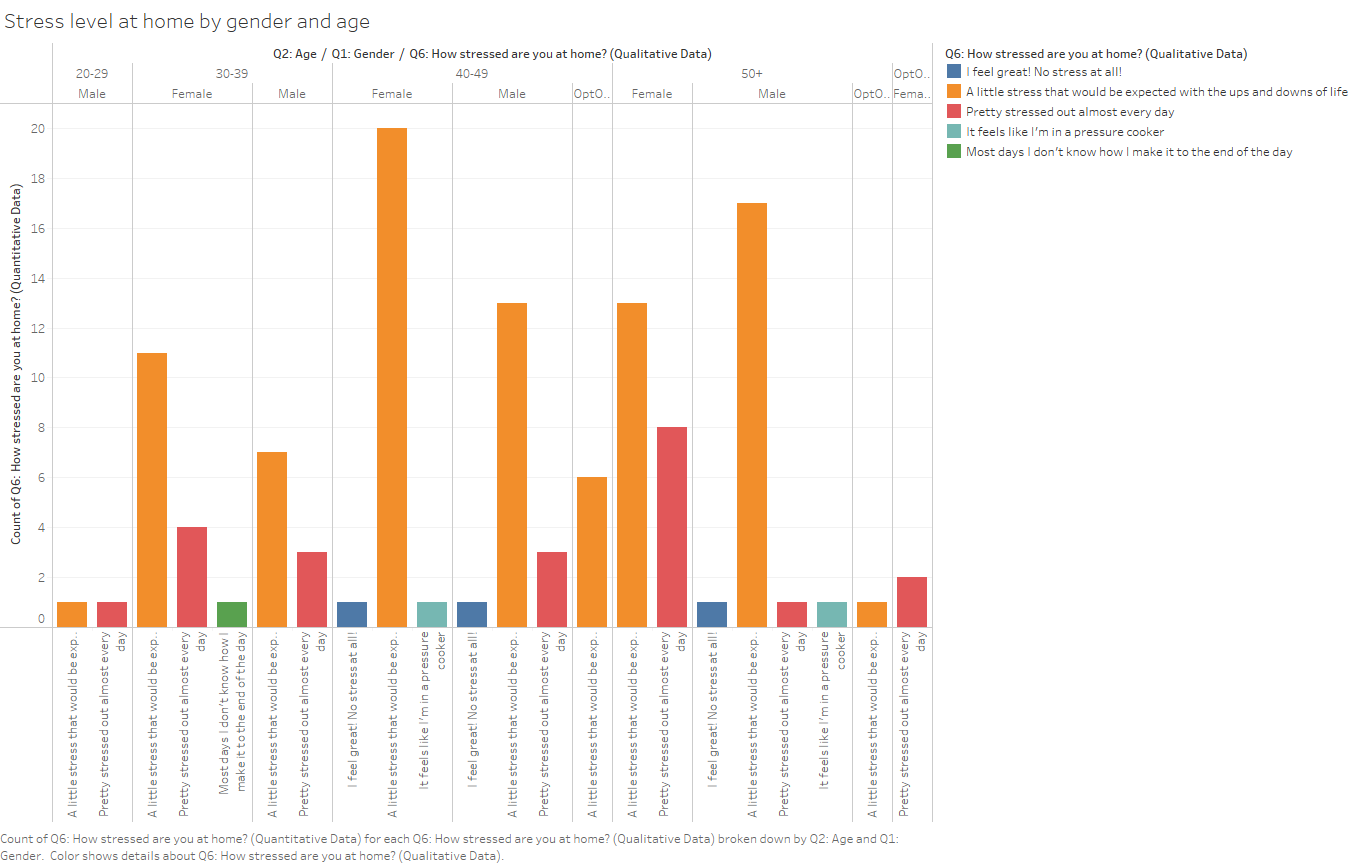 Stress level at home by gender and age
Q2: Age / Q1: Gender / Q6: How stressed are you at home? (Qualitative Data)
20-29
30-39
40-49
50+
OptO..
Male
Female
Male
Female
Male
OptO..
Female
Male
OptO..
Fema..
Q6: How stressed are you at home? (Qualitative Data)
I feel great! No stress at all!
A little stress that would be expected with the ups and downs of life
Pretty stressed out almost every day
It feels like I'm in a pressure cooker
Most days I don't know how I make it to the end of the day
Count of Q6: How stressed are you at home? (Quantitative Data)
20
18
16
14
12
10
8
6
4
2
0
A little stress that would be exp..
Pretty stressed out almost every
day
A little stress that would be exp..
Pretty stressed out almost every
day
Most days I don't know how I
make it to the end of the day
A little stress that would be exp..
Pretty stressed out almost every
day
I feel great! No stress at all!
A little stress that would be exp..
It feels like I'm in a pressure
cooker
I feel great! No stress at all!
A little stress that would be exp..
Pretty stressed out almost every
day
A little stress that would be exp..
A little stress that would be exp..
Pretty stressed out almost every
day
I feel great! No stress at all!
A little stress that would be exp..
Pretty stressed out almost every
day
It feels like I'm in a pressure
cooker
A little stress that would be exp..
Pretty stressed out almost every
day
Count of Q6: How stressed are you at home? (Quantitative Data) for each Q6: How stressed are you at home? (Qualitative Data) broken down by Q2: Age and Q1:
Gender. Color shows details about Q6: How stressed are you at home? (Qualitative Data).